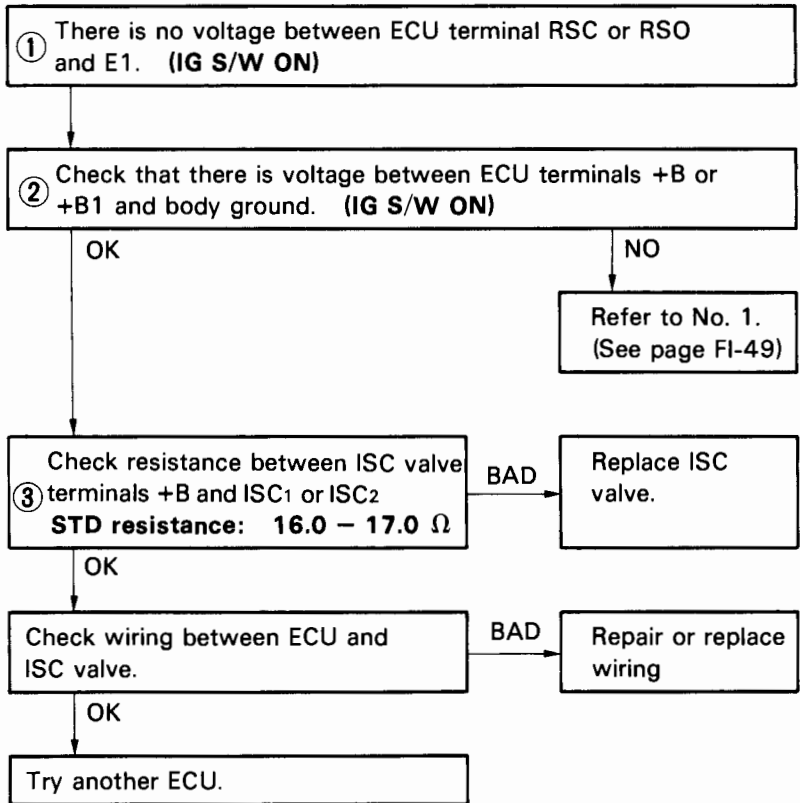 ① There is no voltage between ECU terminal RSC or RSO
and E1. (IG S/W ON)
② Check that there is voltage between ECU terminals +B or
+B1 and body ground. (IG S/W ON)
OK
NO
Refer to No. 1.
(See page FI-49)
Check resistance between ISC valve
③ terminals +B and ISC1 or ISC2
STD resistance: 16.0 – 17.0 Ω
BAD
Replace ISC
valve.
OK
Check wiring between ECU and
ISC valve.
BAD
Repair or replace
wiring
OK
Try another ECU.